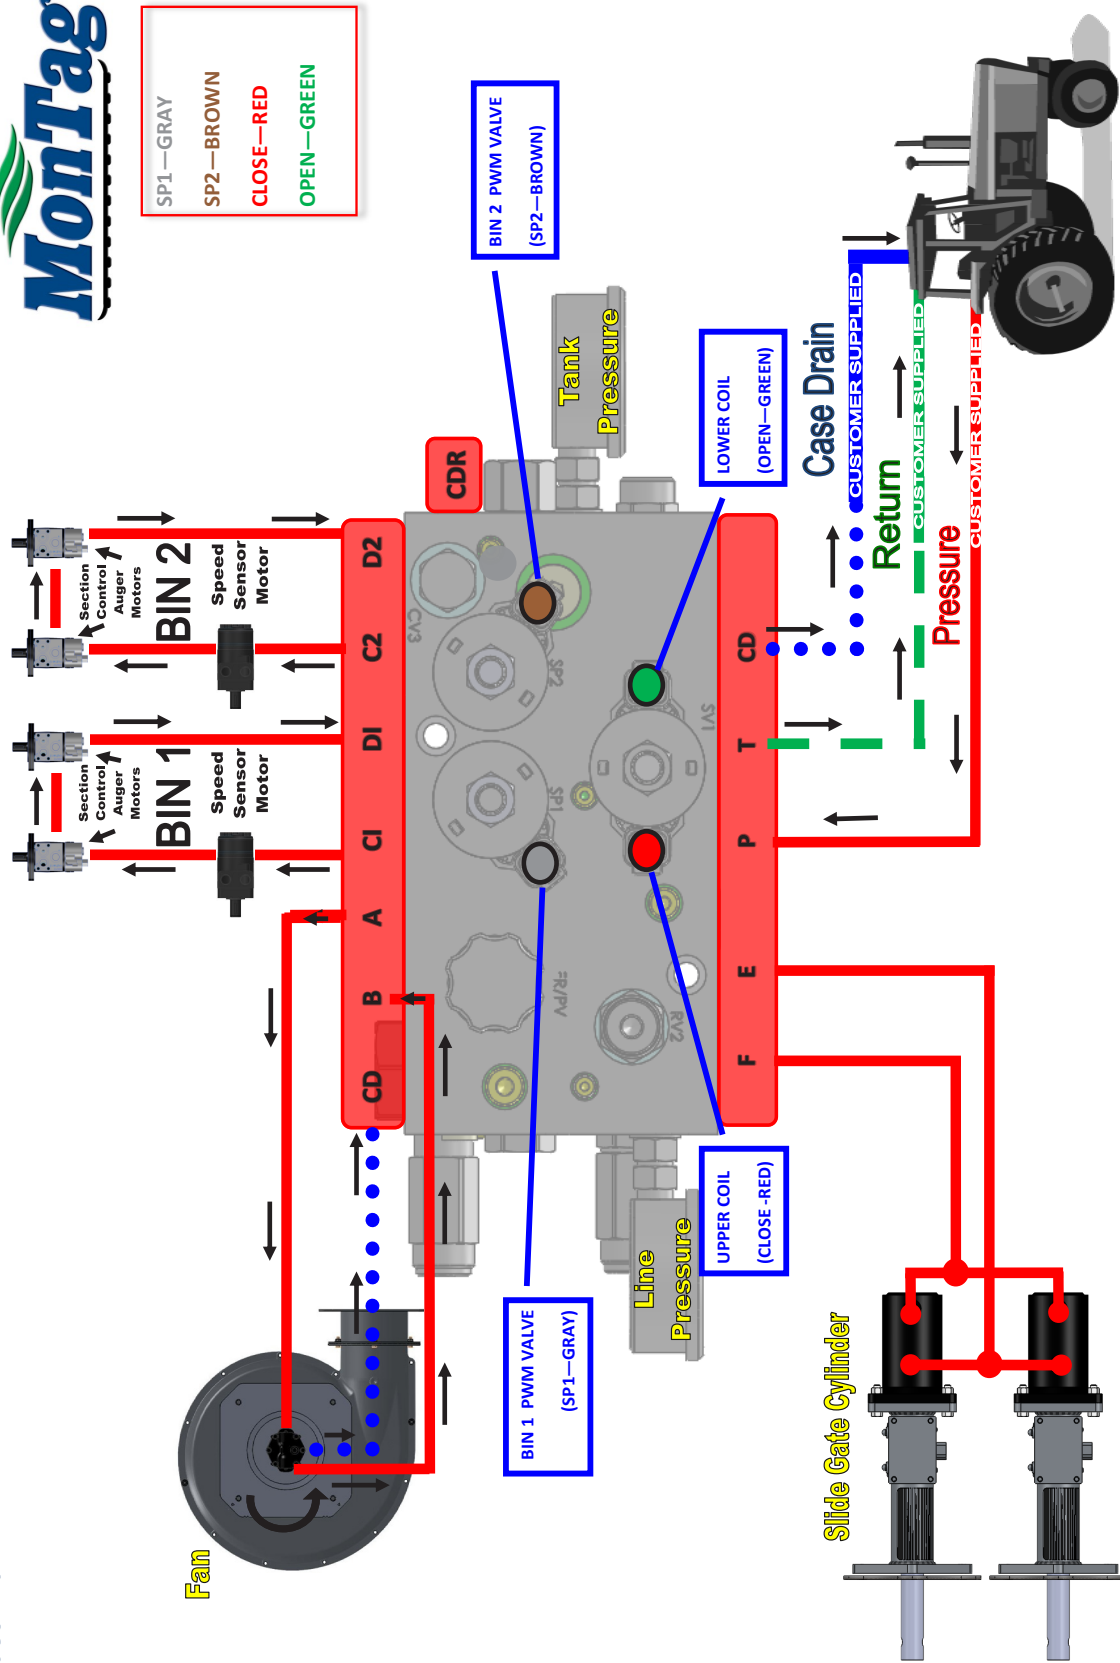 MonTag
SP1—GRAY
SP2—BROWN
CLOSE—RED
OPEN—GREEN
BIN 2 PWM VALVE
(SP2—BROWN)
Tank
Pressure
LOWER COIL
(OPEN—GREEN)
Case Drain
CUSTOMER SUPPLIED
Return
CUSTOMER SUPPLIED
Pressure
CUSTOMER SUPPLIED
Section
Control
Auger
Motors
BIN 2
Speed
Sensor
Motor
Section
Control
Auger
Motors
BIN 1
Speed
Sensor
Motor
CDR
D2
C2
DI
CI
A
B
CD
CV3
SP2
SP1
SV1
FR/PV
RV2
CD
T
P
E
F
Line
Pressure
UPPER COIL
(CLOSE -RED)
BIN 1 PWM VALVE
(SP1—GRAY)
Fan
Slide Gate Cylinder